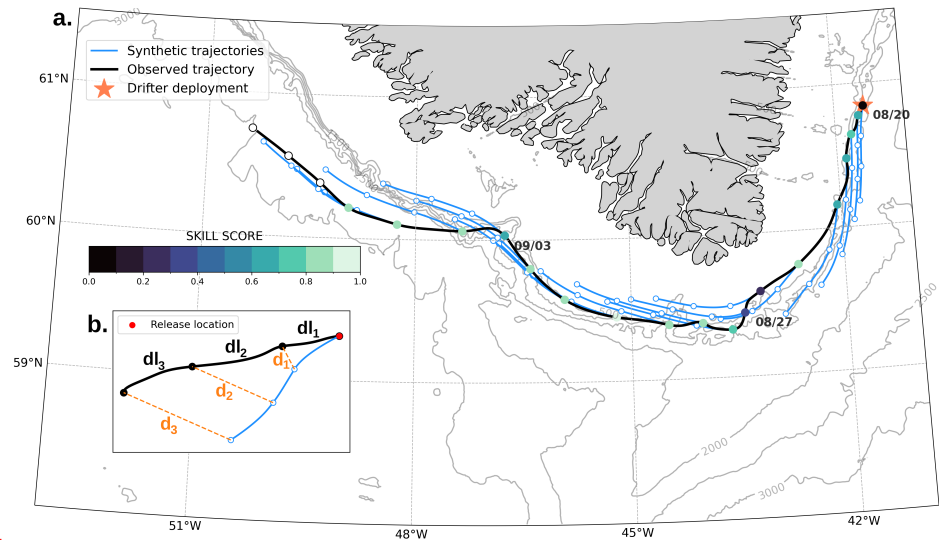 a.
3000
Synthetic trajectories
Observed trajectory
Drifter deployment
61°N
60°N
59°N
08/20
09/03
08/27
SKILL SCORE
0.0 0.2 0.4 0.6 0.8 1.0
b.
Release location
dl₁
dl₂
dl₃
d₁
d₂
d₃
2500
2000
3000
51°W
48°W
45°W
42°W